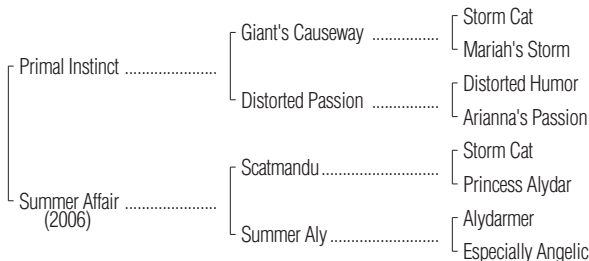 Storm Cat
Giant's Causeway ................
Mariah's Storm
Primal Instinct ......................
Distorted Humor
Distorted Passion ................
Arianna's Passion
Storm Cat
Scatmandu ............................
Princess Alydar
Summer Affair ......................
(2006)
Alydarmer
Summer Aly ..........................
Especially Angelic